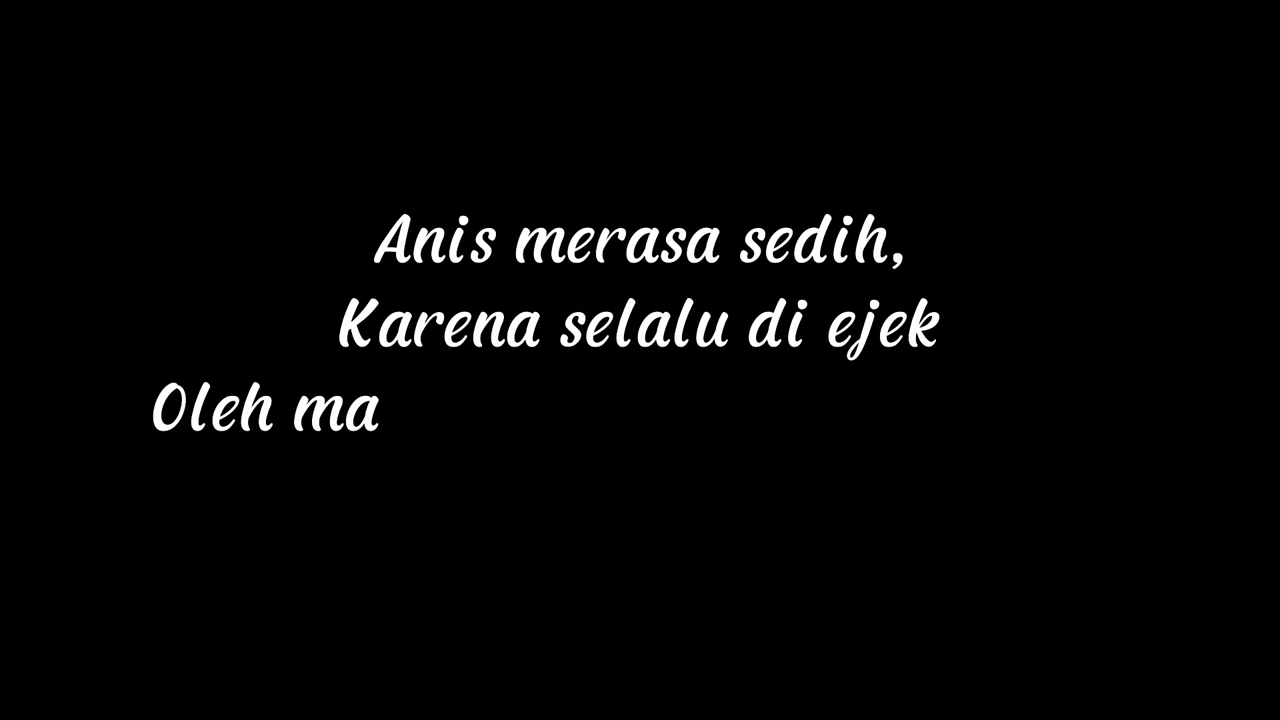 Anis merasa sedih,
Karena selalu di ejek
Oleh ma